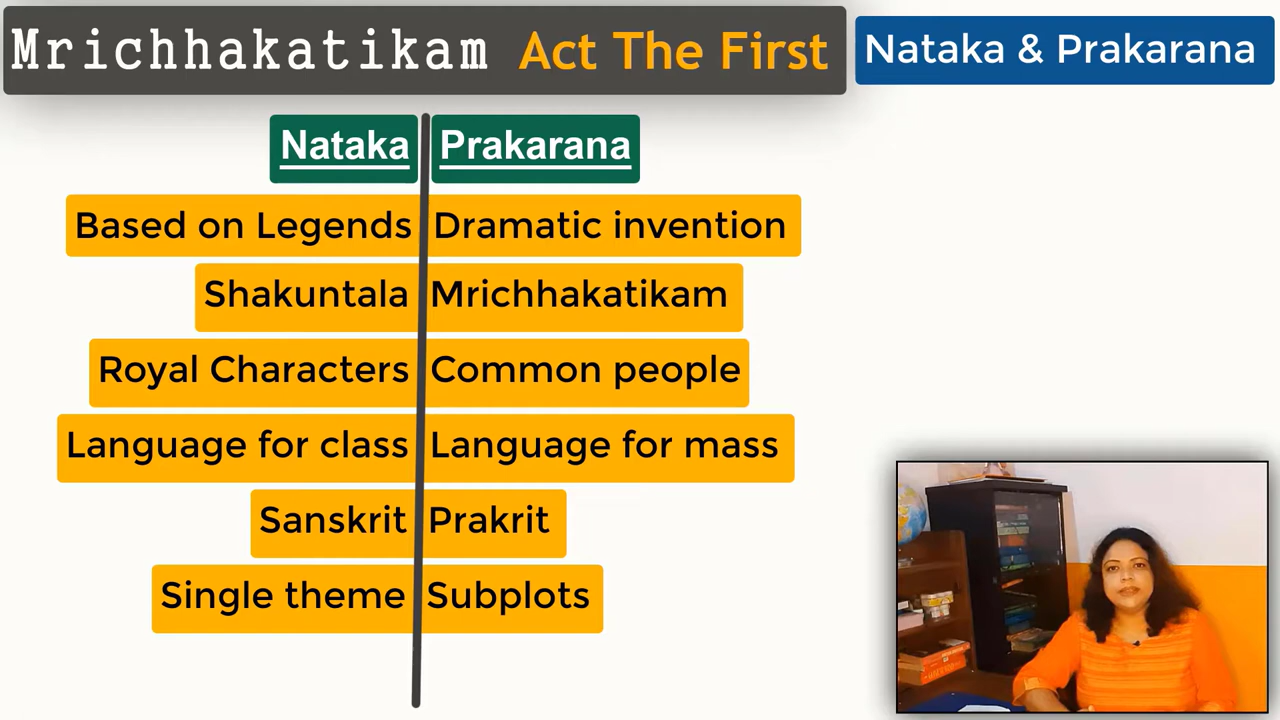 Mrichhakatikam Act The First
Nataka & Prakarana
Nataka Prakarana
Based on Legends Dramatic invention
Shakuntala Mrichhakatikam
Royal Characters Common people
Language for class Language for mass
Sanskrit Prakrit
Single theme Subplots